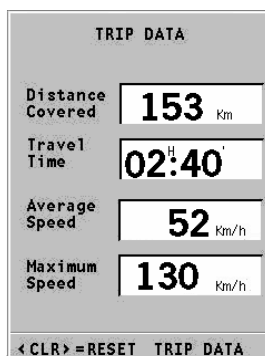 TRIP DATA
Distance
Covered
153 Km
Travel
Time
02H:40'
Average
Speed
52 Km/h
Maximum
Speed
130 Km/h
<CLR>=RESET TRIP DATA